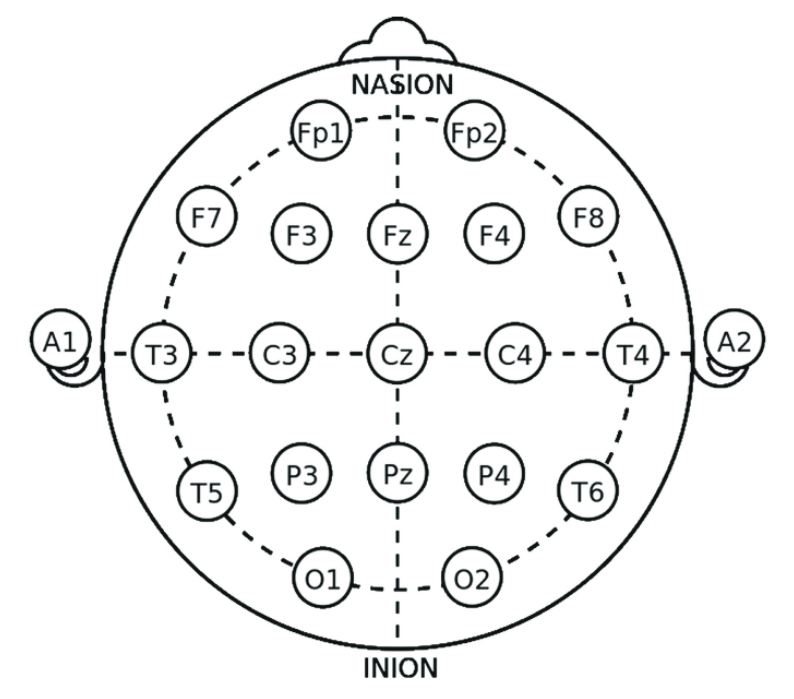 NASION
Fp1 Fp2
F7 F3 Fz F4 F8
A1 T3 C3 Cz C4 T4 A2
T5 P3 Pz P4 T6
O1 O2
INION